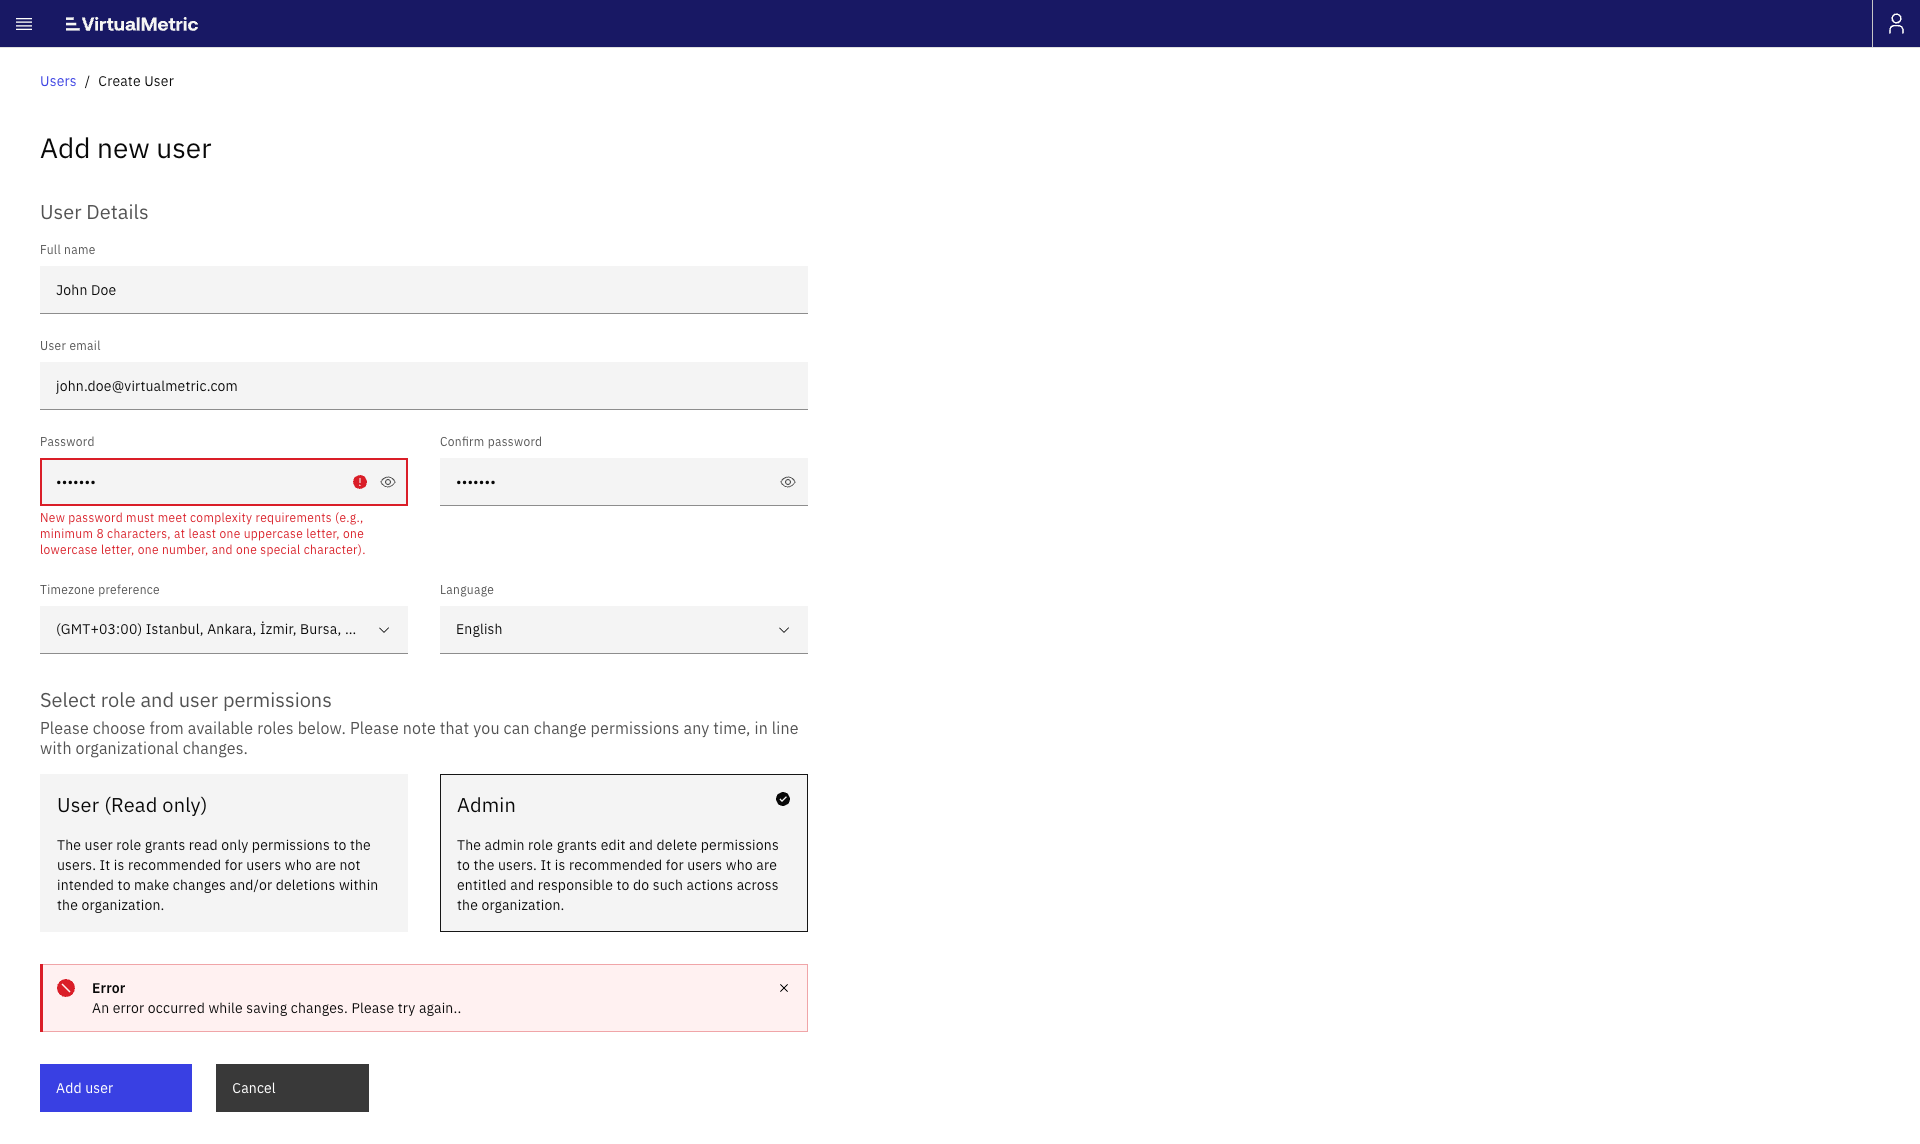 VirtualMetric
Users / Create User
Add new user
User Details
Full name
John Doe
User email
john.doe@virtualmetric.com
Password
Confirm password
•••••••
•••••••
New password must meet complexity requirements (e.g.,
minimum 8 characters, at least one uppercase letter, one
lowercase letter, one number, and one special character).
Timezone preference
Language
(GMT+03:00) Istanbul, Ankara, İzmir, Bursa, ...
English
Select role and user permissions
Please choose from available roles below. Please note that you can change permissions any time, in line
with organizational changes.
User (Read only)
The user role grants read only permissions to the
users. It is recommended for users who are not
intended to make changes and/or deletions within
the organization.
Admin
The admin role grants edit and delete permissions
to the users. It is recommended for users who are
entitled and responsible to do such actions across
the organization.
Error
An error occurred while saving changes. Please try again..
Add user
Cancel